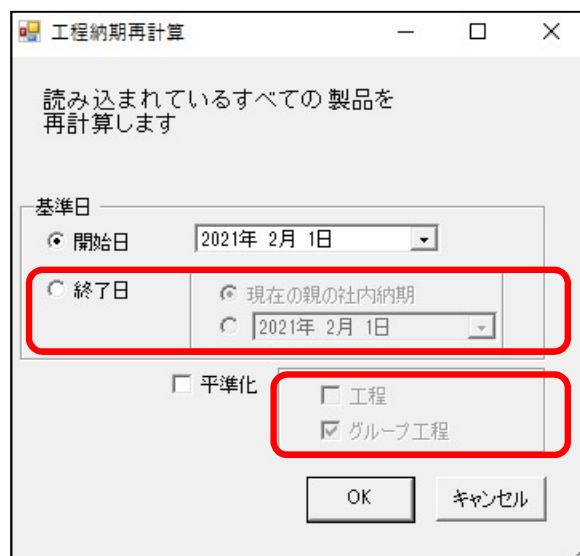 工程納期再計算
読み込まれているすべての 製品を
再計算します
基準日
開始日 2021年 2月 1日
終了日 現在の親の社内納期
2021年 2月 1日
平準化 工程
グループ工程
OK キャンセル